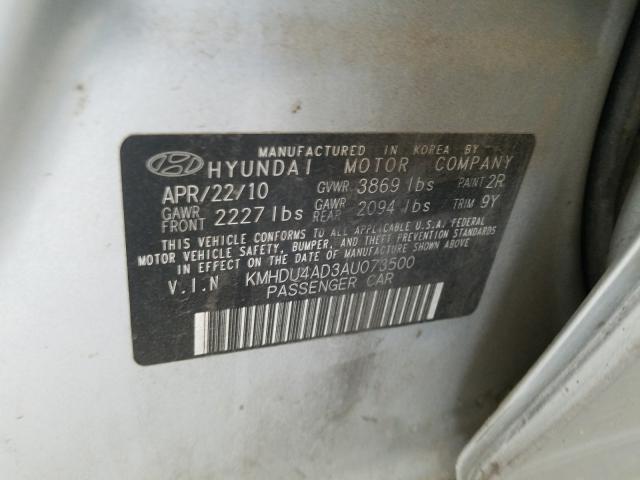 MANUFACTURED IN KOREA BY
HYUNDAI MOTOR COMPANY
APR/22/10 GVWR 3869 lbs PAINT 2R
GAWR FRONT 2227 lbs GAWR REAR 2094 lbs TRIM 9Y
THIS VEHICLE CONFORMS TO ALL APPLICABLE U.S.A. FEDERAL
MOTOR VEHICLE SAFETY, BUMPER, AND THEFT PREVENTION STANDARDS
IN EFFECT ON THE DATE OF MANUFACTURE SHOWN ABOVE.
V.I.N KMHDU4AD3AU073500
PASSENGER CAR